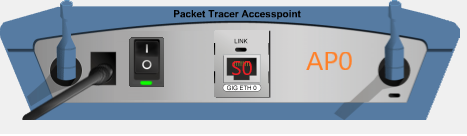 Packet Tracer Accesspoint
LINK
I
O
S0
AP0
GIG ETH 0